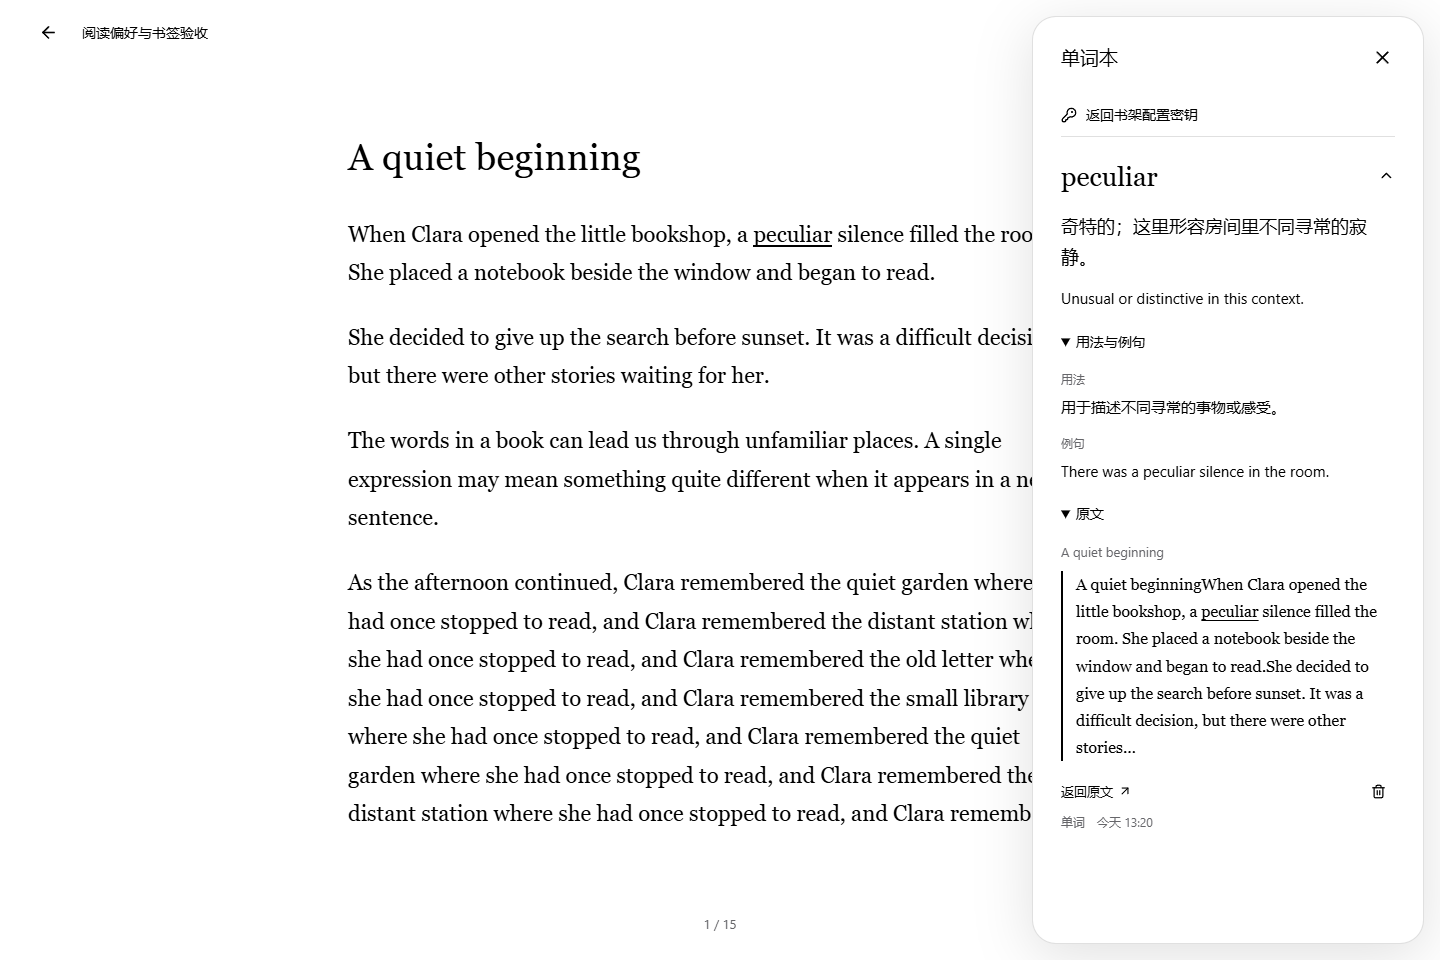 阅读偏好与书签验收
A quiet beginning
When Clara opened the little bookshop, a peculiar silence filled the roo
She placed a notebook beside the window and began to read.
She decided to give up the search before sunset. It was a difficult decisi
but there were other stories waiting for her.
The words in a book can lead us through unfamiliar places. A single
expression may mean something quite different when it appears in a ne
sentence.
As the afternoon continued, Clara remembered the quiet garden where
had once stopped to read, and Clara remembered the distant station wh
she had once stopped to read, and Clara remembered the old letter whe
she had once stopped to read, and Clara remembered the small library
where she had once stopped to read, and Clara remembered the quiet
garden where she had once stopped to read, and Clara remembered the
distant station where she had once stopped to read, and Clara rememb
1 / 15
单词本
返回书架配置密钥
peculiar
奇特的；这里形容房间里不同寻常的寂
静。
Unusual or distinctive in this context.
用法与例句
用法
用于描述不同寻常的事物或感受。
例句
There was a peculiar silence in the room.
原文
A quiet beginning
A quiet beginningWhen Clara opened the
little bookshop, a peculiar silence filled the
room. She placed a notebook beside the
window and began to read.She decided to
give up the search before sunset. It was a
difficult decision, but there were other
stories…
返回原文
单词 今天 13:20